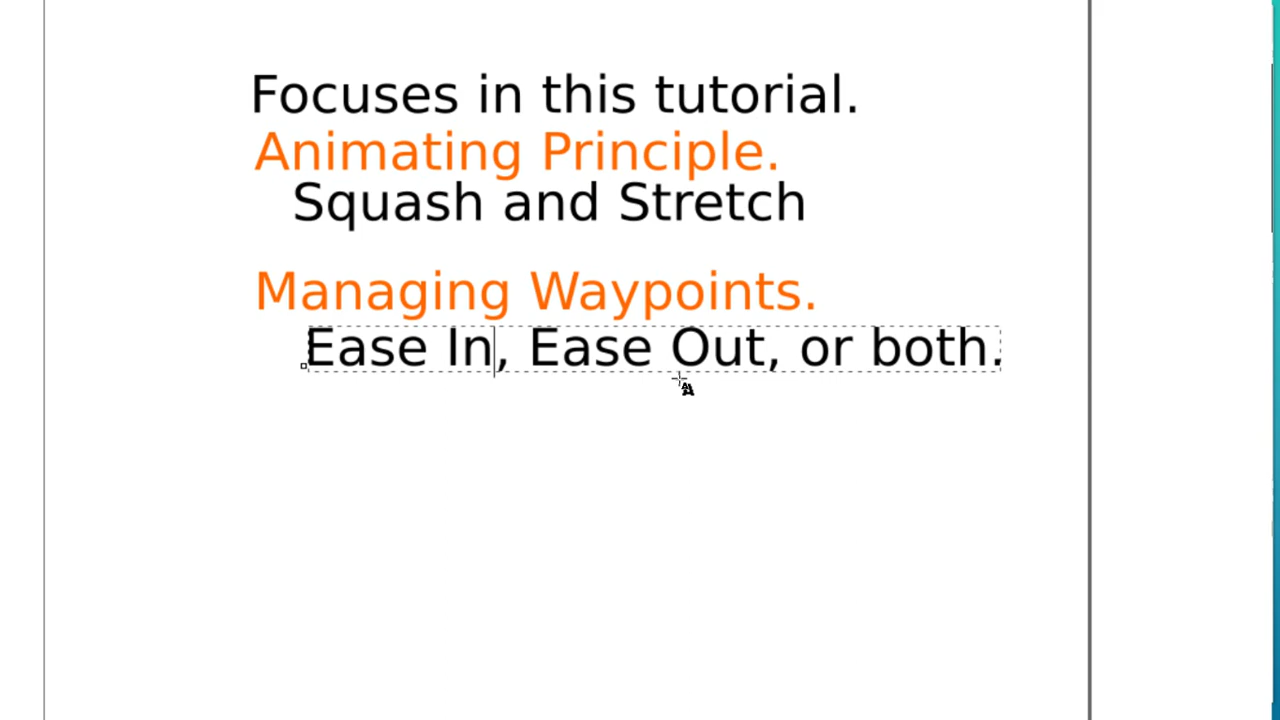 Focuses in this tutorial.
Animating Principle.
Squash and Stretch
Managing Waypoints.
Ease In, Ease Out, or both.